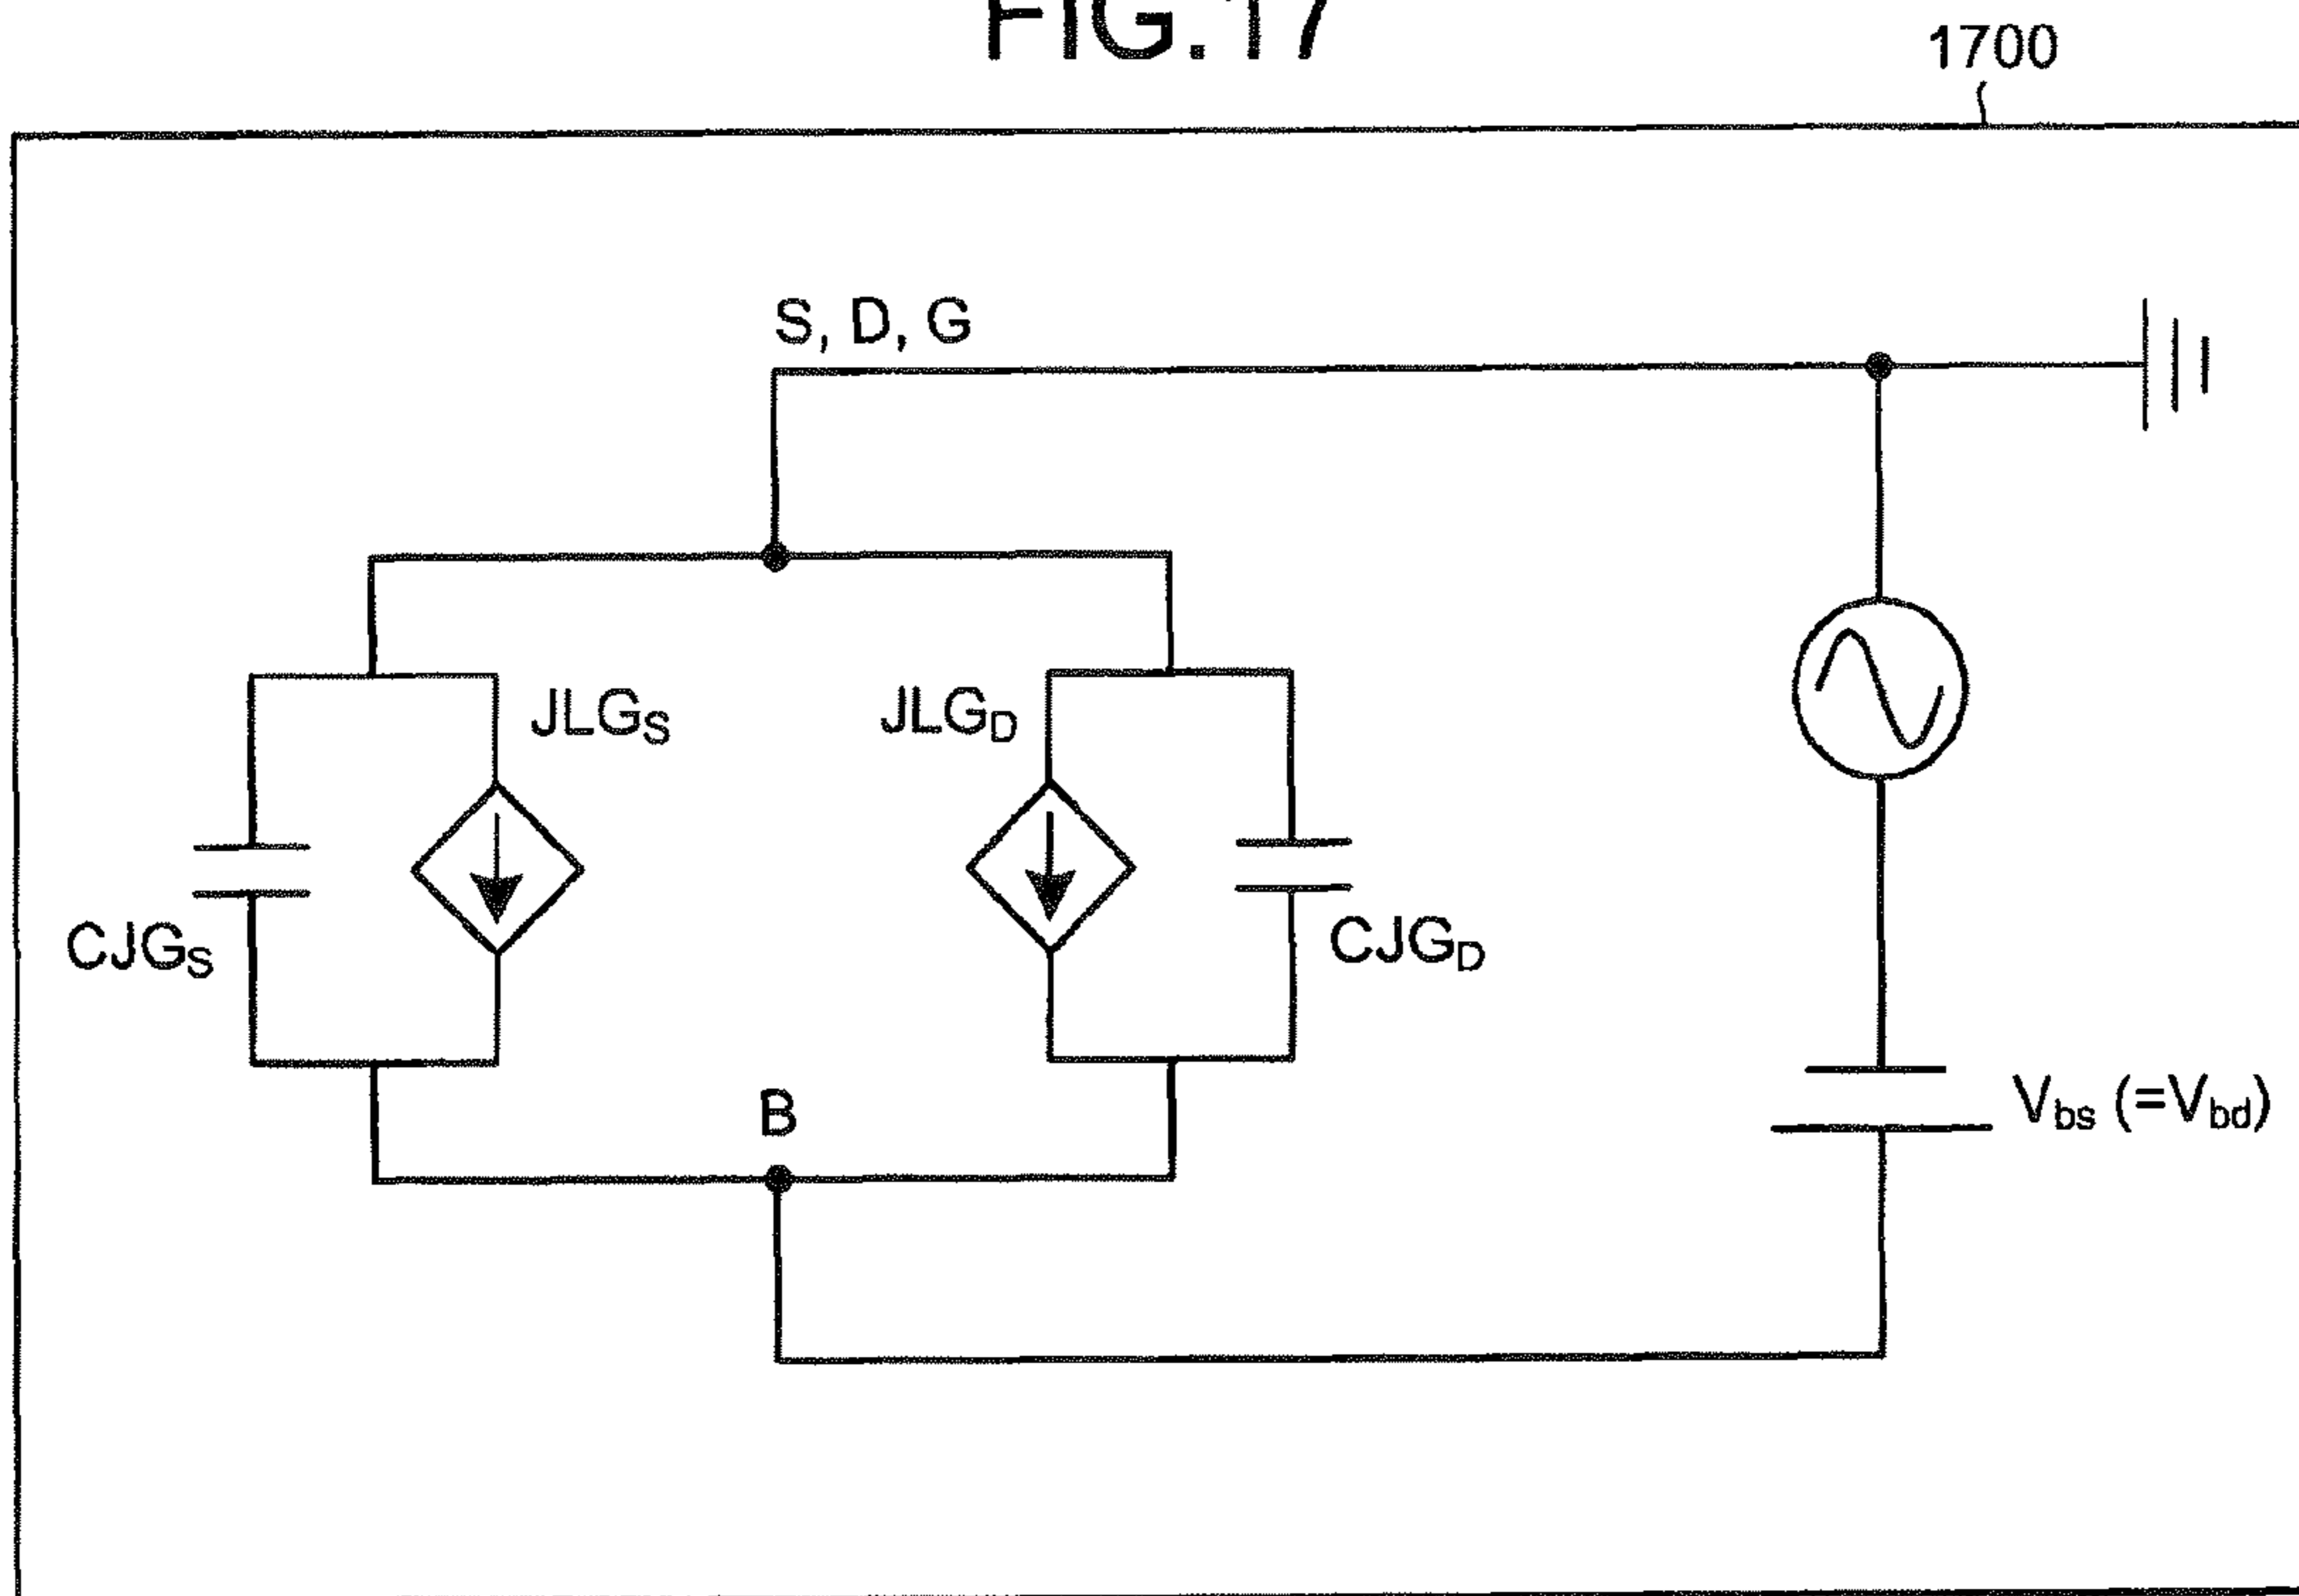 FIG.17
1700
S, D, G
JLGS
JLGD
CJGS
CJGD
B
Vbs (=Vbd)